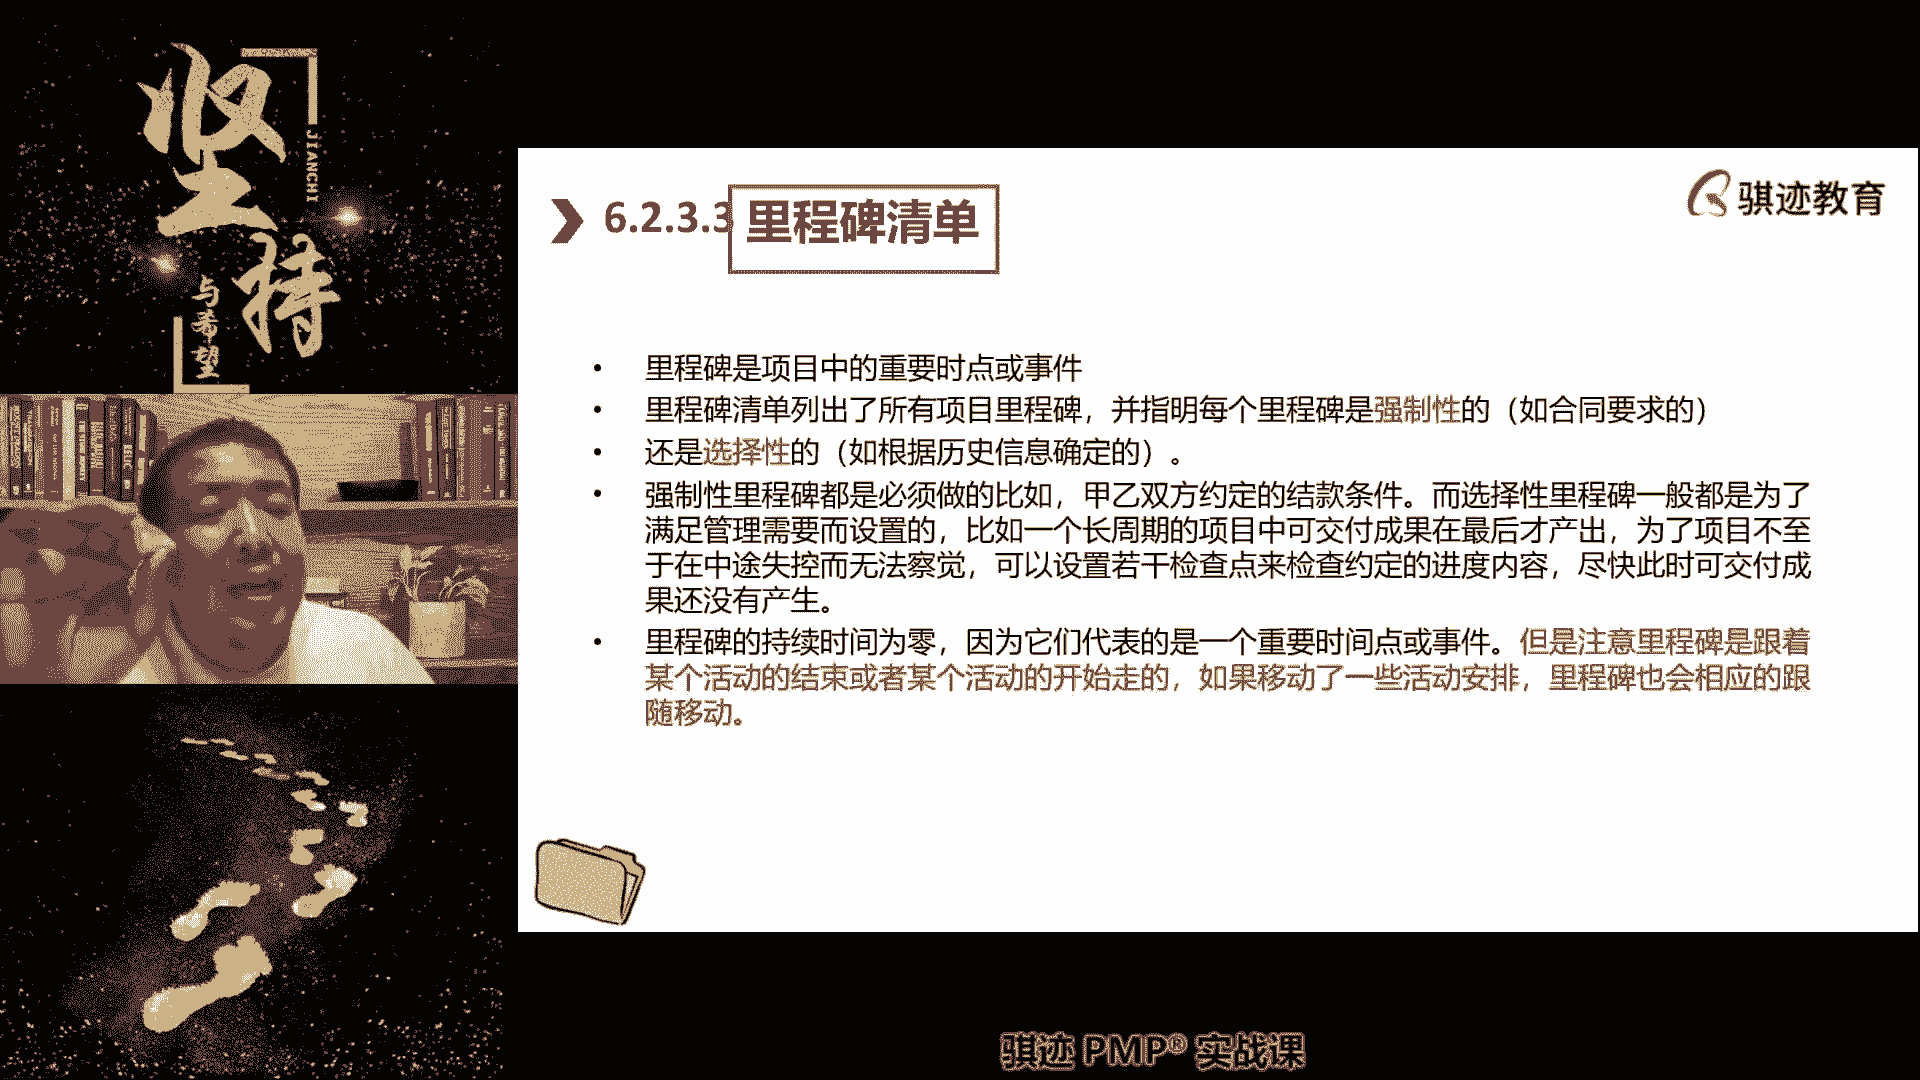 坚持
JIANCHI
与希望
6.2.3.3 里程碑清单
骐迹教育
• 里程碑是项目中的重要时点或事件
• 里程碑清单列出了所有项目里程碑，并指明每个里程碑是强制性的（如合同要求的）
• 还是选择性的（如根据历史信息确定的）。
• 强制性里程碑都是必须做的比如，甲乙双方约定的结款条件。而选择性里程碑一般都是为了
满足管理需要而设置的，比如一个长周期的项目中可交付成果在最后才产出，为了项目不至
于在中途失控而无法察觉，可以设置若干检查点来检查约定的进度内容，尽快此时可交付成
果还没有产生。
• 里程碑的持续时间为零，因为它们代表的是一个重要时间点或事件。但是注意里程碑是跟着
某个活动的结束或者某个活动的开始走的，如果移动了一些活动安排，里程碑也会相应的跟
随移动。
骐迹 PMP® 实战课